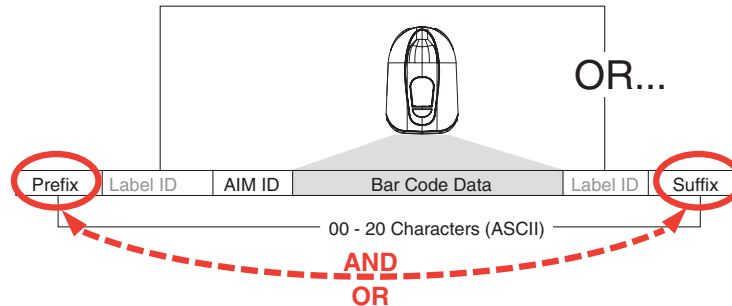 OR...
Prefix Label ID AIM ID Bar Code Data Label ID Suffix
00 - 20 Characters (ASCII)
AND
OR